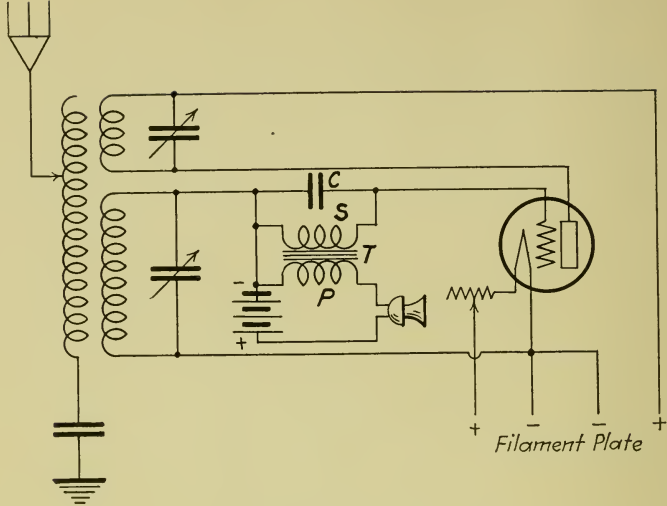 C
S
T
P
-
+
+ - - +
Filament Plate